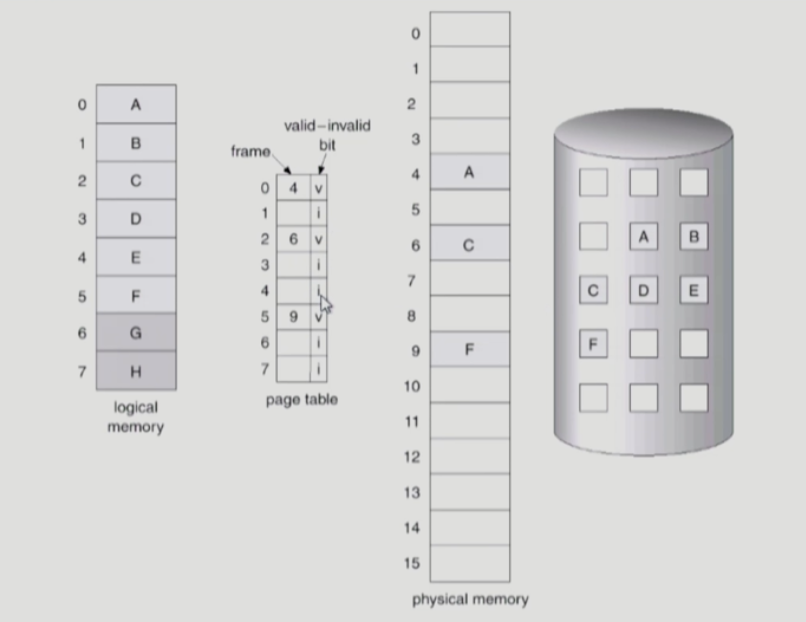 0 A
1 B
2 C
3 D
4 E
5 F
6 G
7 H
logical
memory
valid–invalid
bit
frame
0 4 v
1 i
2 6 v
3 i
4 i
5 9 v
6 i
7 i
page table
0
1
2
3
4 A
5
6 C
7
8
9 F
10
11
12
13
14
15
physical memory
A B
C D E
F